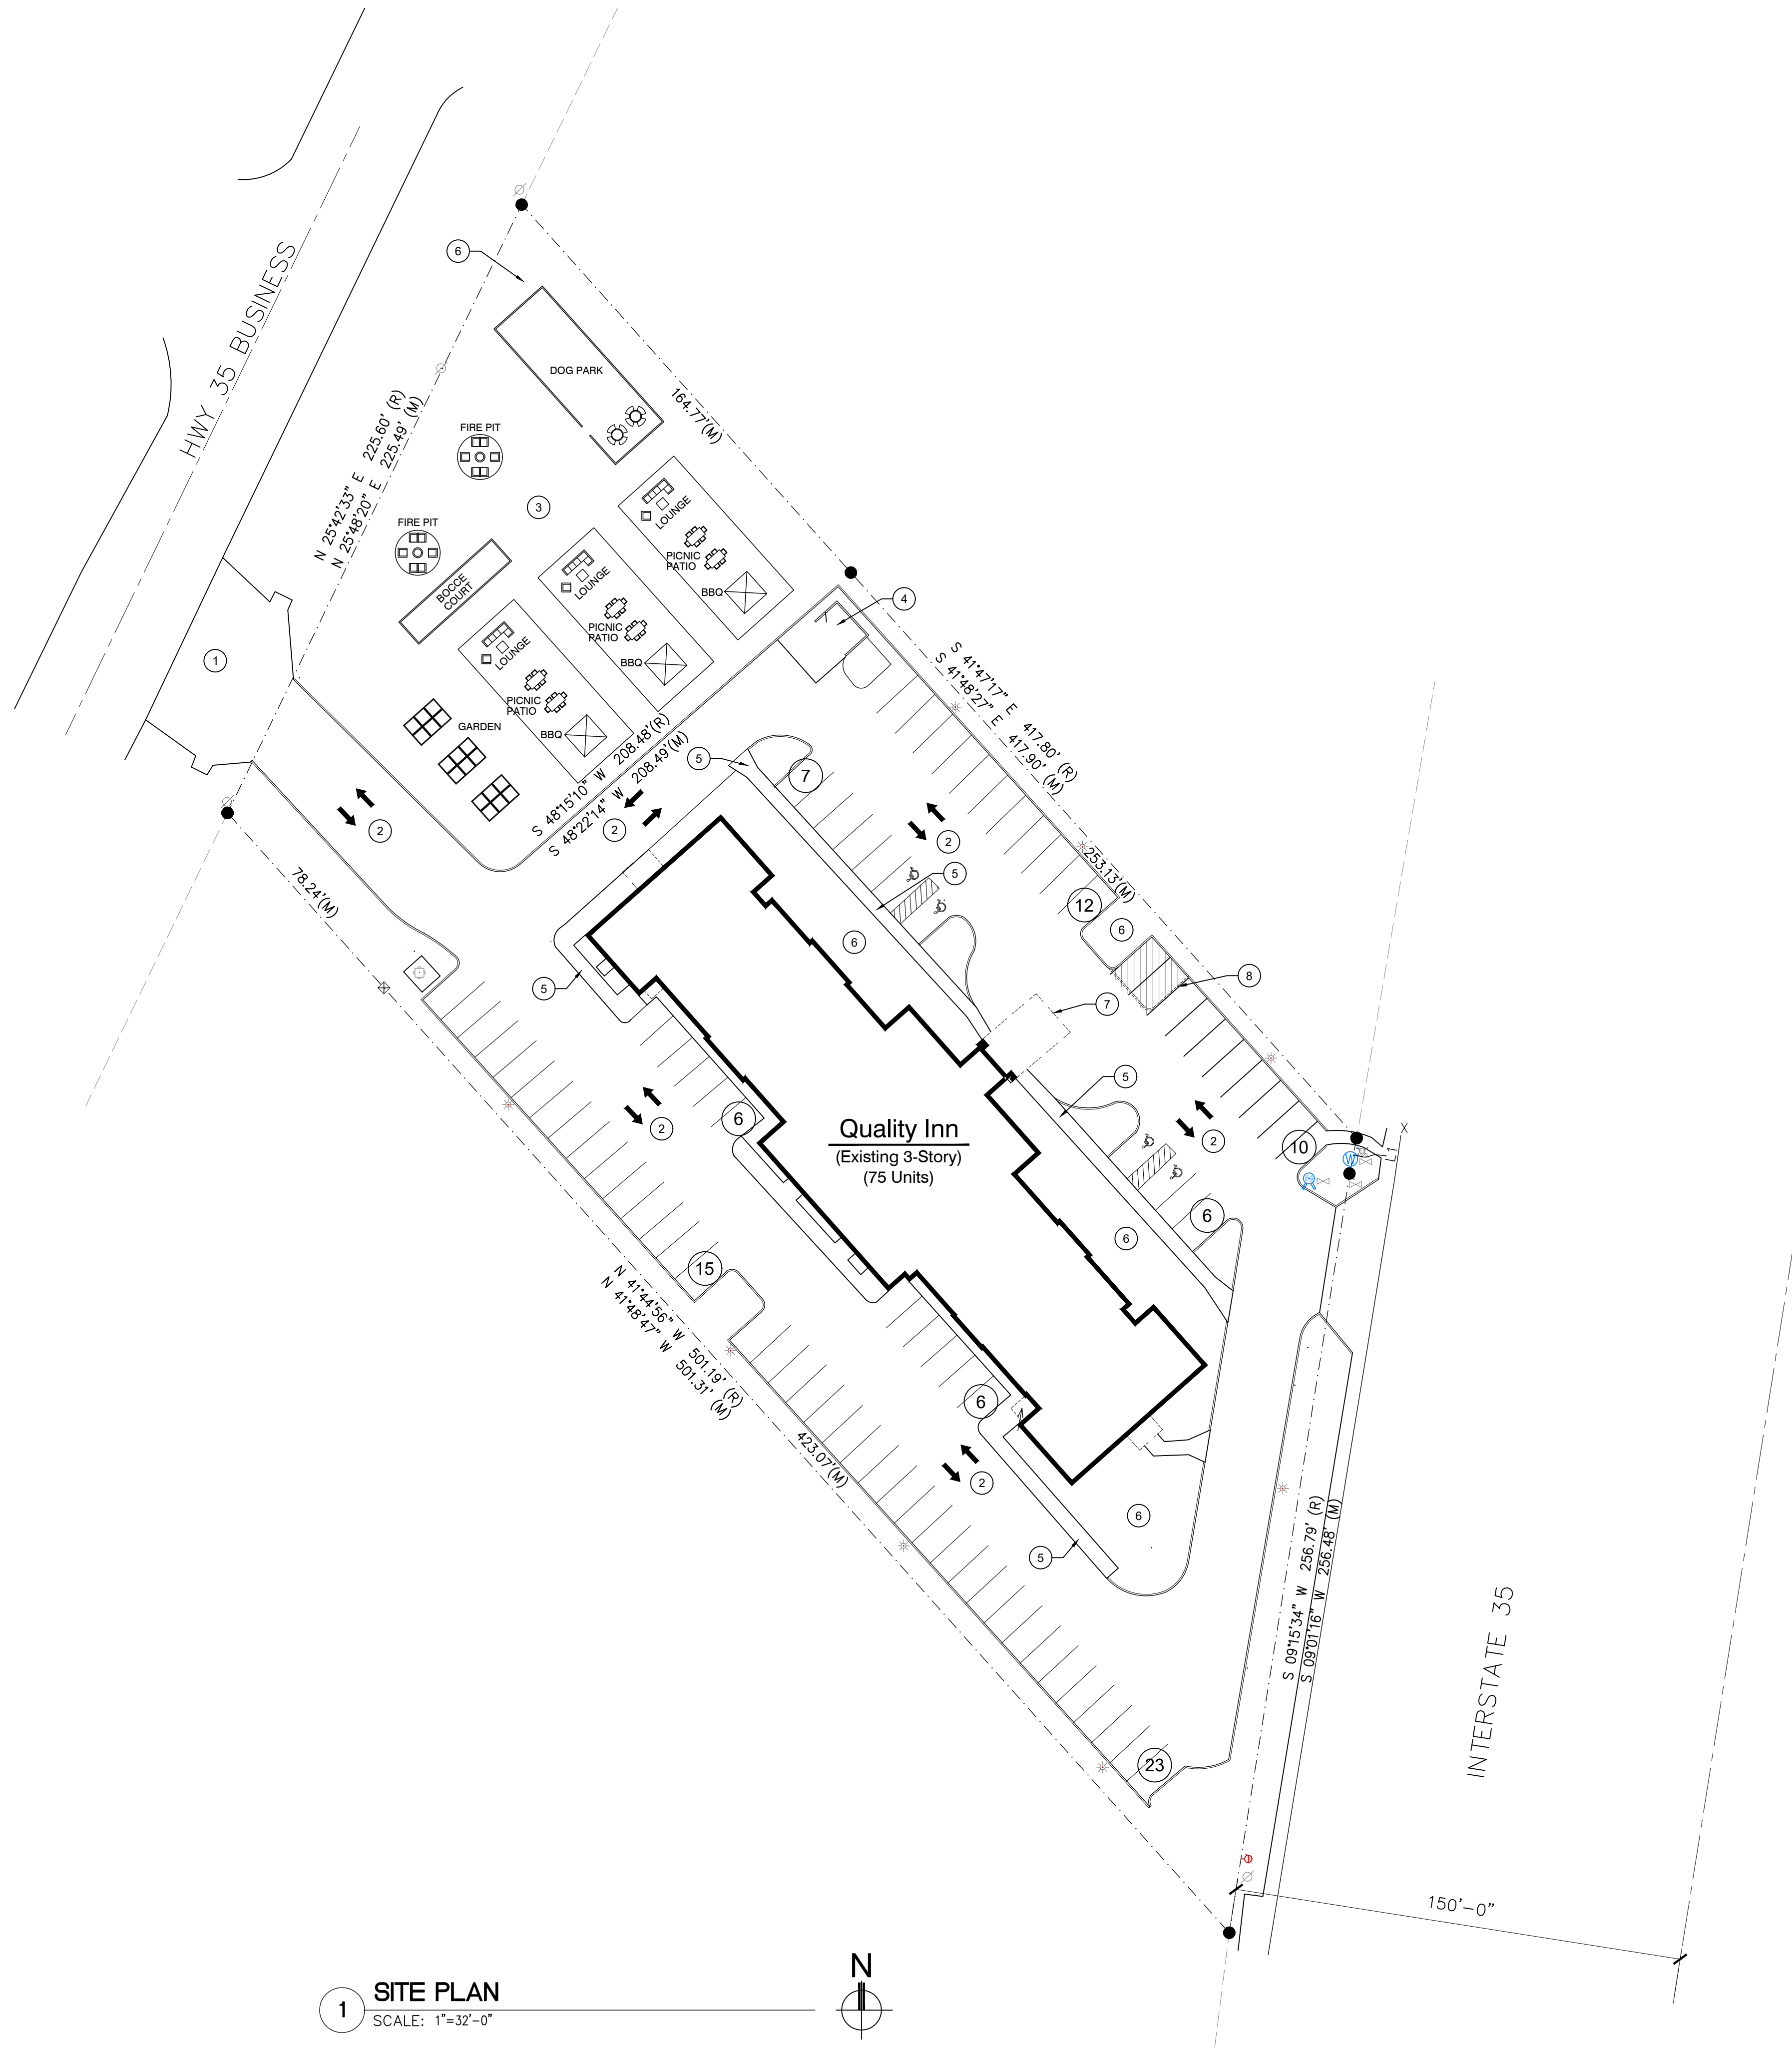 HWY 35 BUSINESS
6
DOG PARK
164.77'(M)
N 25°42'33" E 225.60' (R)
N 25°48'20" E 225.49' (M)
FIRE PIT
3
FIRE PIT
BOCCE
COURT
LOUNGE
PICNIC
PATIO
BBQ
LOUNGE
PICNIC
PATIO
BBQ
LOUNGE
PICNIC
PATIO
BBQ
GARDEN
4
1
S 41°47'17" E 417.80' (R)
S 41°48'27" E 417.90' (M)
S 48°15'10" W 208.48'(R)
S 48°22'14" W 208.49'(M)
5
7
2
2
2
78.24'(M)
253.13'(M)
5
12
6
6
8
5
7
5
2
6
Quality Inn
(Existing 3-Story)
(75 Units)
2
10
W
L1
X
6
6
15
N 41°44'56" W 501.19' (R)
N 41°48'47" W 501.31' (M)
6
423.07'(M)
2
6
5
S 09°15'34" W 256.79' (R)
S 09°01'16" W 256.48' (M)
INTERSTATE 35
23
150'-0"
1
SITE PLAN
SCALE: 1"=32'-0"
N